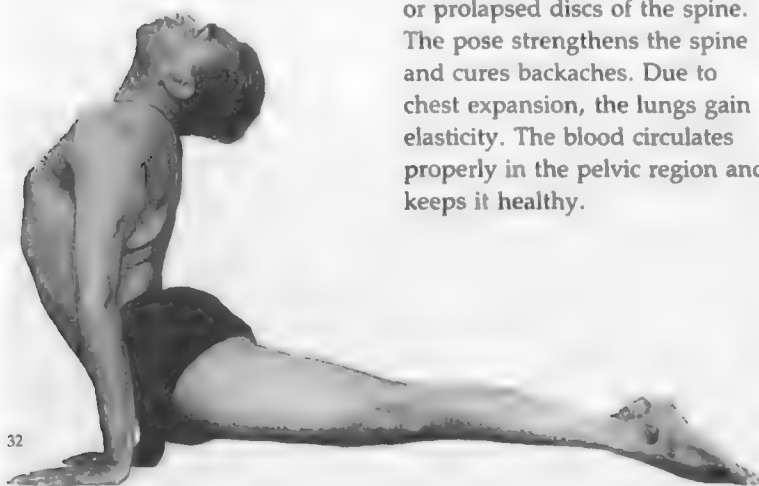 or prolapsed discs of the spine.
The pose strengthens the spine
and cures backaches. Due to
chest expansion, the lungs gain
elasticity. The blood circulates
properly in the pelvic region and
keeps it healthy.
32